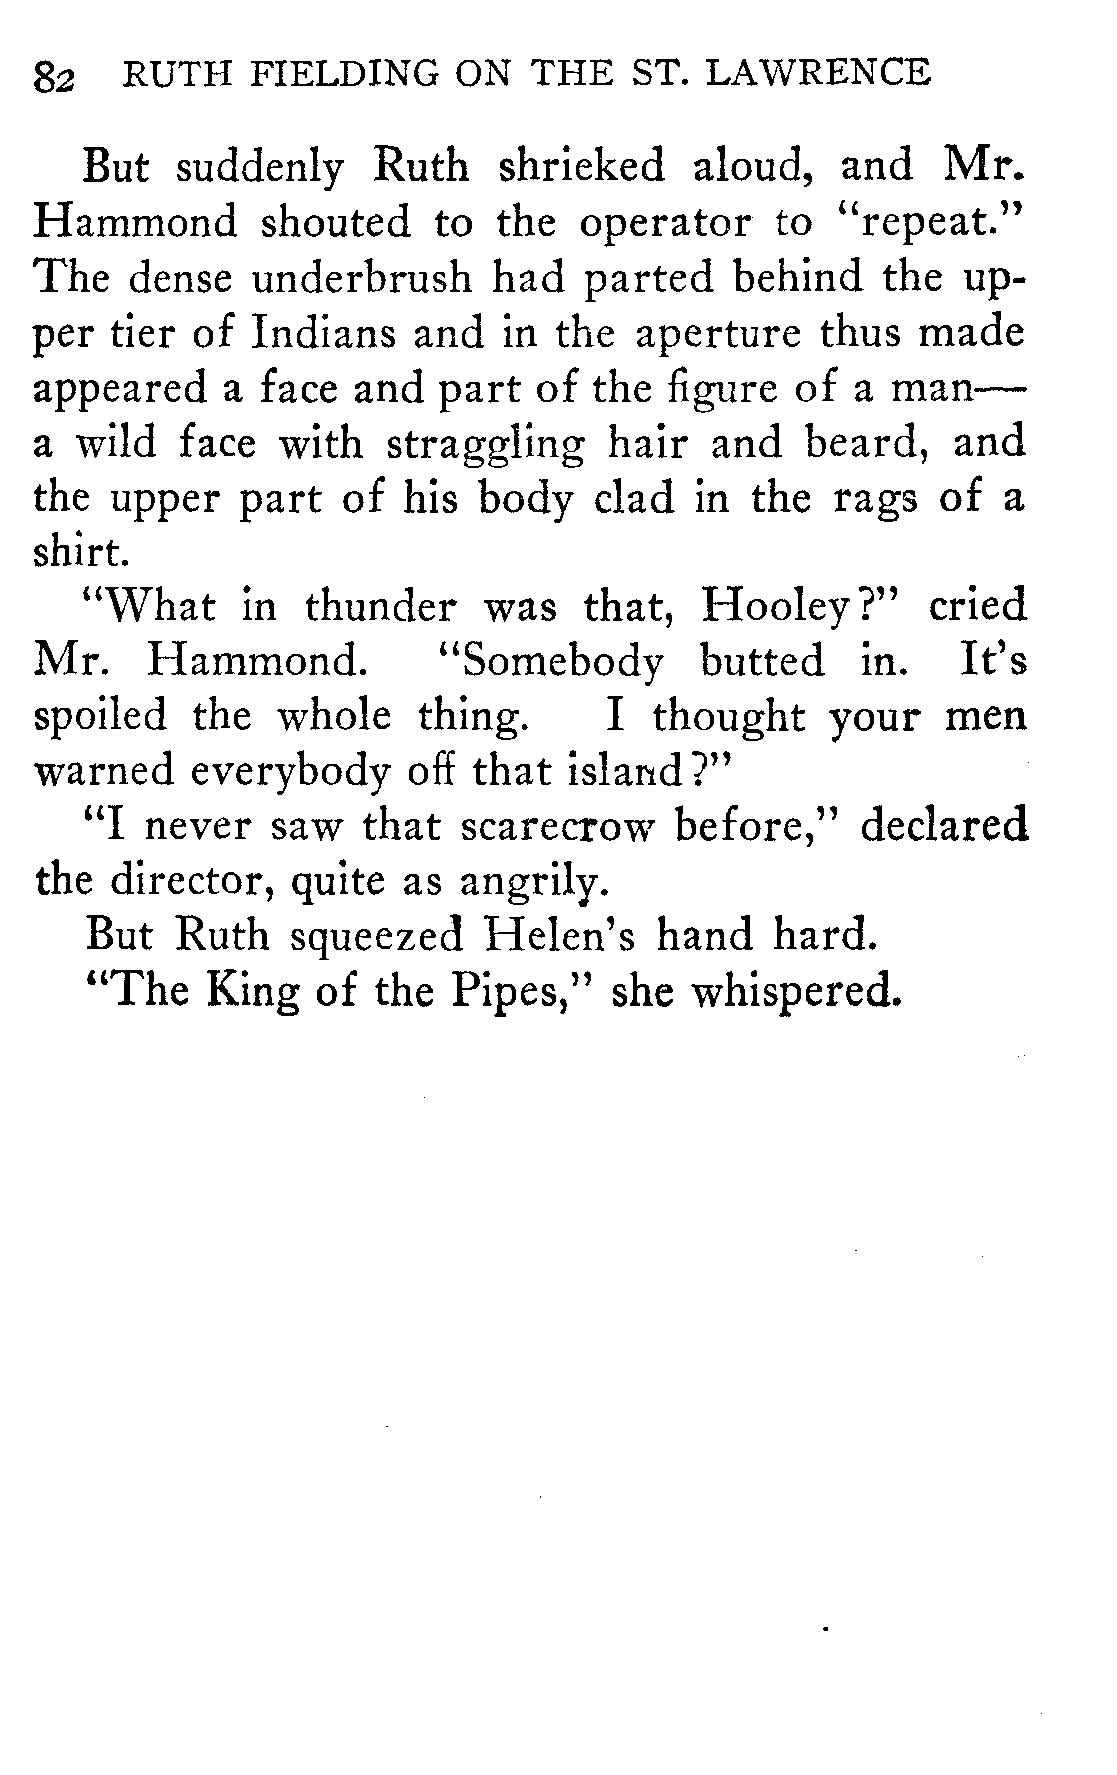 82 RUTH FIELDING ON THE ST. LAWRENCE
But suddenly Ruth shrieked aloud, and Mr.
Hammond shouted to the operator to “repeat.”
The dense underbrush had parted behind the up-
per tier of Indians and in the aperture thus made
appeared a face and part of the figure of a man—
a wild face with straggling hair and beard, and
the upper part of his body clad in the rags of a
shirt.
“What in thunder was that, Hooley?” cried
Mr. Hammond. “Somebody butted in. It’s
spoiled the whole thing. I thought your men
warned everybody off that island?”
“I never saw that scarecrow before,” declared
the director, quite as angrily.
But Ruth squeezed Helen’s hand hard.
“The King of the Pipes,” she whispered.